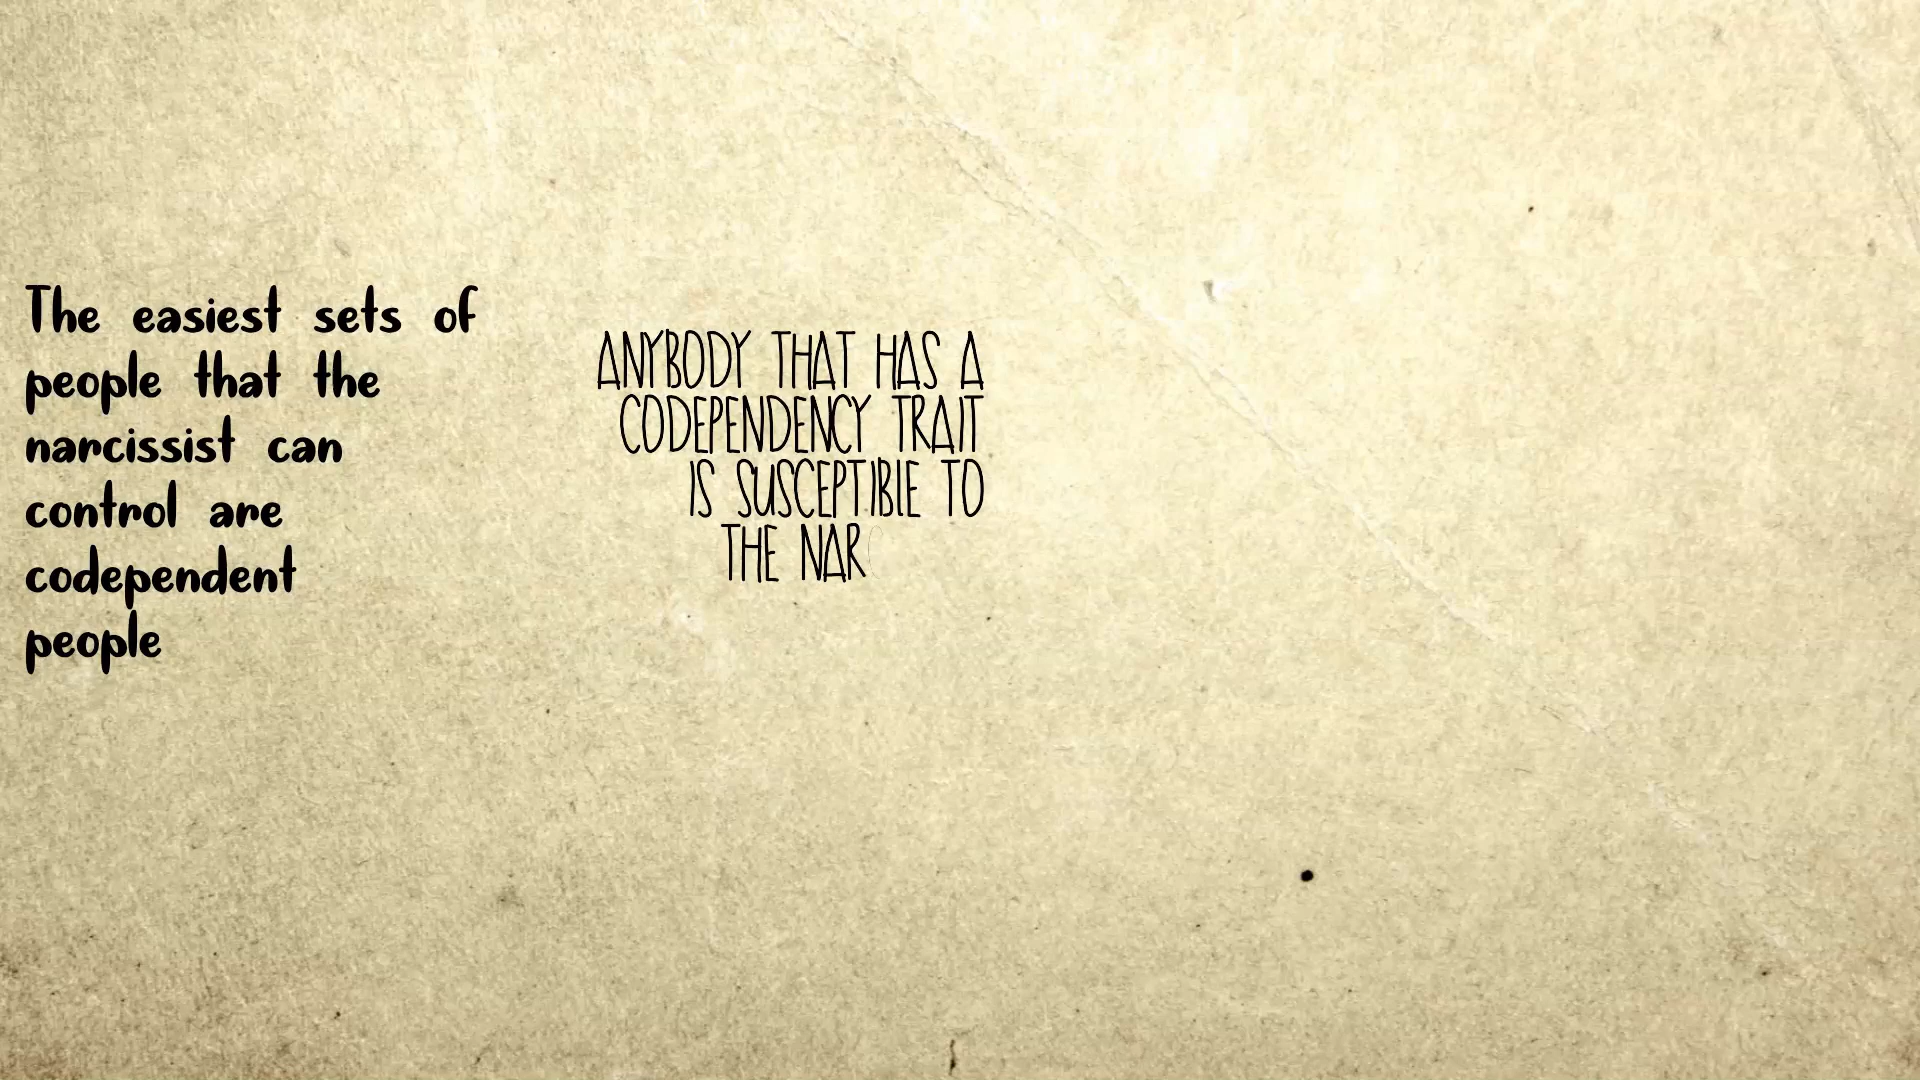 The easiest sets of
people that the
narcissist can
control are
codependent
people
ANYBODY THAT HAS A
CODEPENDENCY TRAIT
IS SUSCEPTIBLE TO
THE NAR